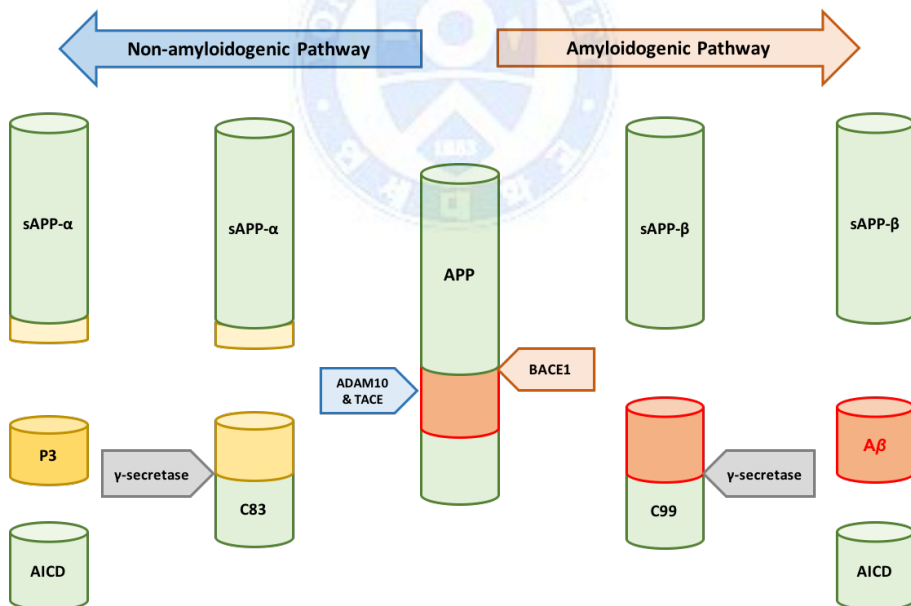 Non-amyloidogenic Pathway
Amyloidogenic Pathway
sAPP-α
sAPP-α
APP
sAPP-β
sAPP-β
ADAM10
& TACE
BACE1
P3
γ-secretase
C83
C99
γ-secretase
Aβ
AICD
AICD